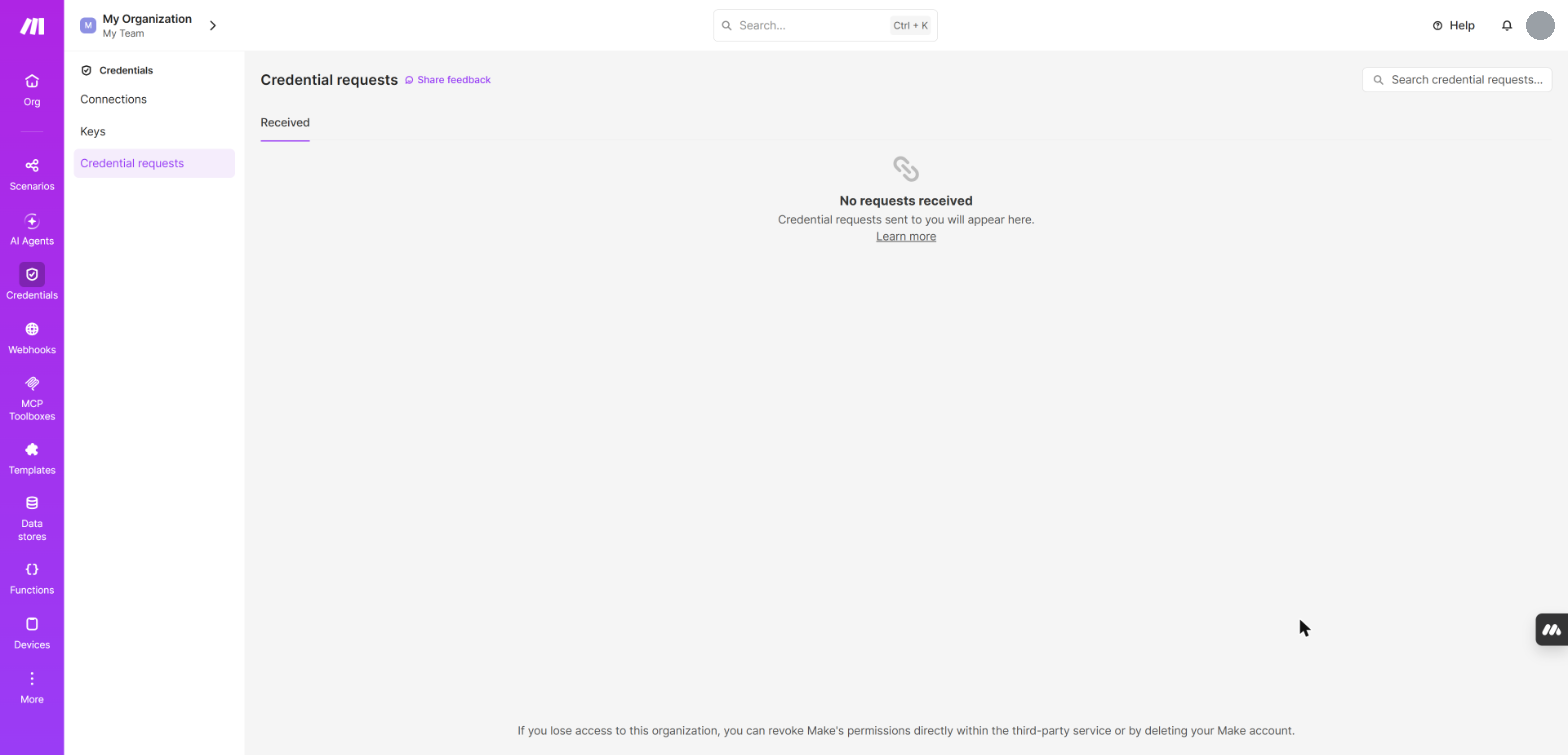 M
My Organization
My Team
Search...
Ctrl + K
Help
Org
Scenarios
AI Agents
Credentials
Webhooks
MCP
Toolboxes
Templates
Data
stores
Functions
Devices
More
Credentials
Connections
Keys
Credential requests
Credential requests
Share feedback
Search credential requests...
Received
No requests received
Credential requests sent to you will appear here.
Learn more
If you lose access to this organization, you can revoke Make's permissions directly within the third-party service or by deleting your Make account.